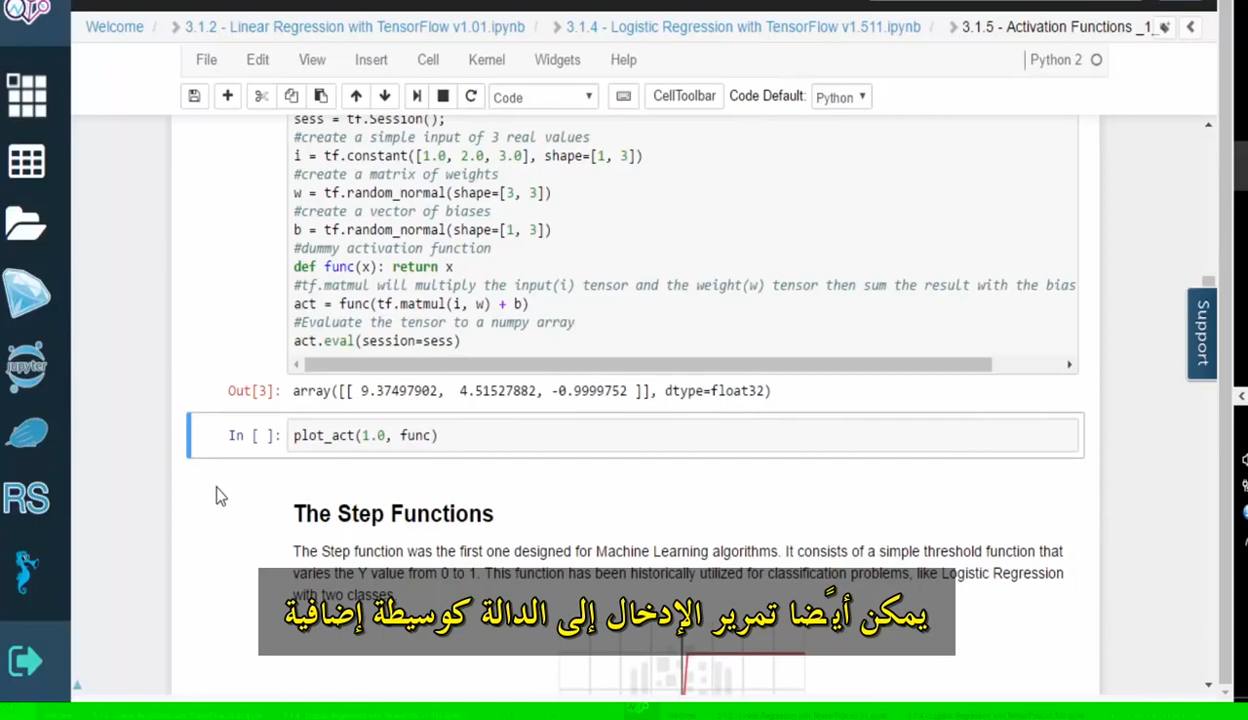 Welcome 3.1.2 - Linear Regression with TensorFlow v1.01.ipynb 3.1.4 - Logistic Regression with TensorFlow v1.511.ipynb 3.1.5 - Activation Functions _1_
File Edit View Insert Cell Kernel Widgets Help Python 2
Code CellToolbar Code Default: Python
sess = tf.Session();
#create a simple input of 3 real values
i = tf.constant([1.0, 2.0, 3.0], shape=[1, 3])
#create a matrix of weights
w = tf.random_normal(shape=[3, 3])
#create a vector of biases
b = tf.random_normal(shape=[1, 3])
#dummy activation function
def func(x): return x
#tf.matmul will multiply the input(i) tensor and the weight(w) tensor then sum the result with the bias
act = func(tf.matmul(i, w) + b)
#Evaluate the tensor to a numpy array
act.eval(session=sess)
Out[3]: array([[ 9.37497902, 4.51527882, -0.9999752 ]], dtype=float32)
In [ ]: plot_act(1.0, func)
The Step Functions
The Step function was the first one designed for Machine Learning algorithms. It consists of a simple threshold function that
varies the Y value from 0 to 1. This function has been historically utilized for classification problems, like Logistic Regression
with two classes.
يمكن أيضًا تمرير الإدخال إلى الدالة كوسيطة إضافية
jupyter
RS
Support